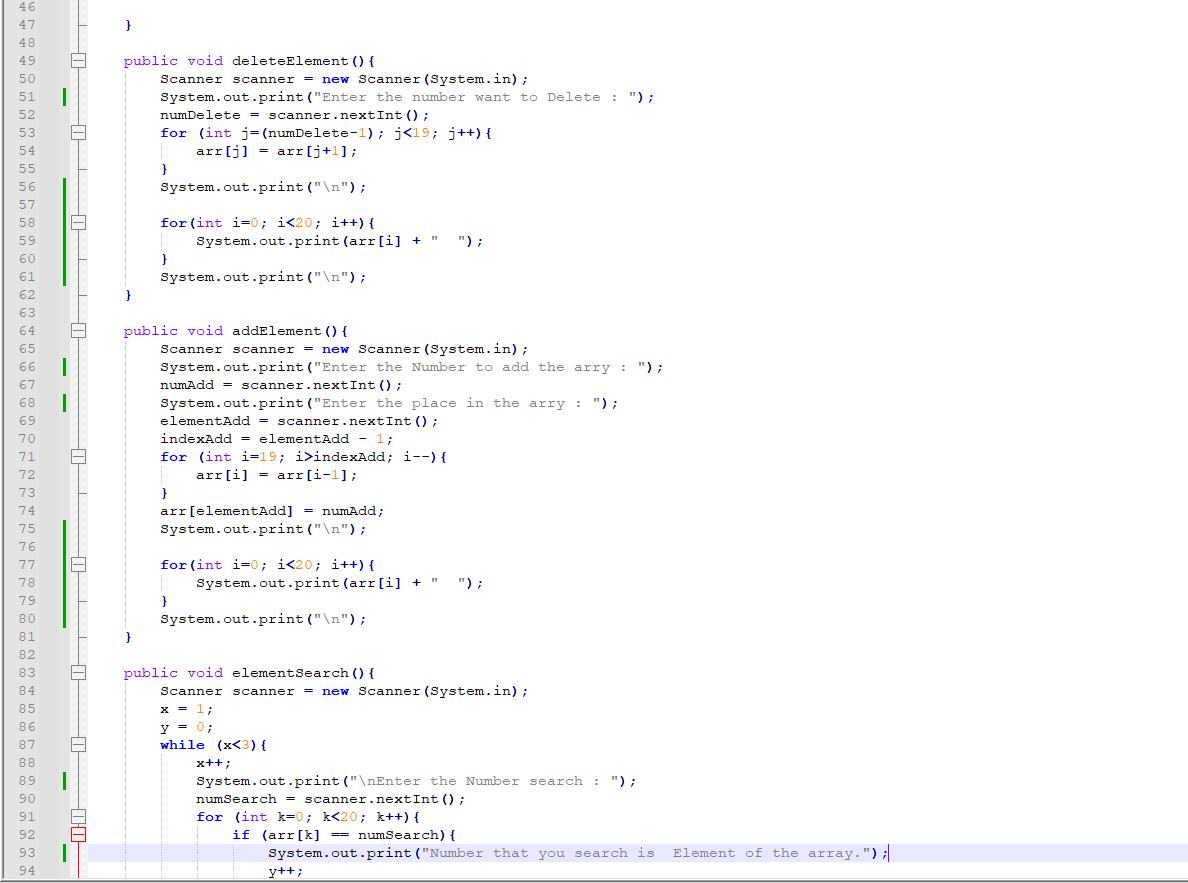 46
47 }
48
49 public void deleteElement(){
50 Scanner scanner = new Scanner(System.in);
51 System.out.print("Enter the number want to Delete : ");
52 numDelete = scanner.nextInt();
53 for (int j=(numDelete-1); j<19; j++){
54 arr[j] = arr[j+1];
55 }
56 System.out.print("\n");
57
58 for(int i=0; i<20; i++){
59 System.out.print(arr[i] + "  ");
60 }
61 System.out.print("\n");
62 }
63
64 public void addElement(){
65 Scanner scanner = new Scanner(System.in);
66 System.out.print("Enter the Number to add the arry : ");
67 numAdd = scanner.nextInt();
68 System.out.print("Enter the place in the arry : ");
69 elementAdd = scanner.nextInt();
70 indexAdd = elementAdd - 1;
71 for (int i=19; i>indexAdd; i--){
72 arr[i] = arr[i-1];
73 }
74 arr[elementAdd] = numAdd;
75 System.out.print("\n");
76
77 for(int i=0; i<20; i++){
78 System.out.print(arr[i] + "  ");
79 }
80 System.out.print("\n");
81 }
82
83 public void elementSearch(){
84 Scanner scanner = new Scanner(System.in);
85 x = 1;
86 y = 0;
87 while (x<3){
88 x++;
89 System.out.print("\nEnter the Number search : ");
90 numSearch = scanner.nextInt();
91 for (int k=0; k<20; k++){
92 if (arr[k] == numSearch){
93 System.out.print("Number that you search is  Element of the array.");
94 y++;